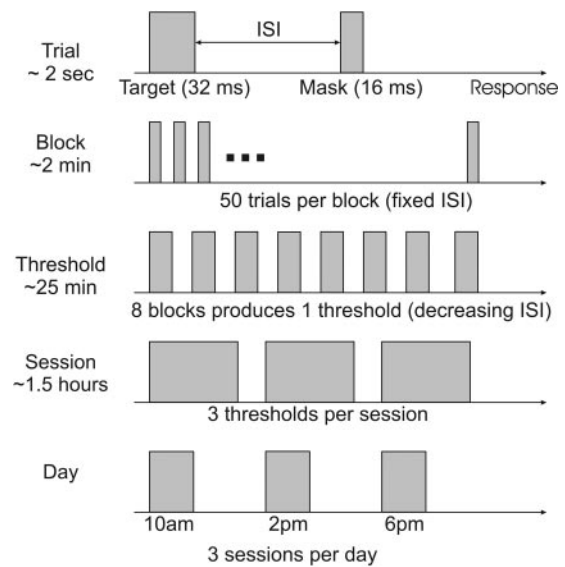 ISI
Trial
~ 2 sec
Target (32 ms) Mask (16 ms) Response
Block
~2 min
50 trials per block (fixed ISI)
Threshold
~25 min
8 blocks produces 1 threshold (decreasing ISI)
Session
~1.5 hours
3 thresholds per session
Day
10am 2pm 6pm
3 sessions per day